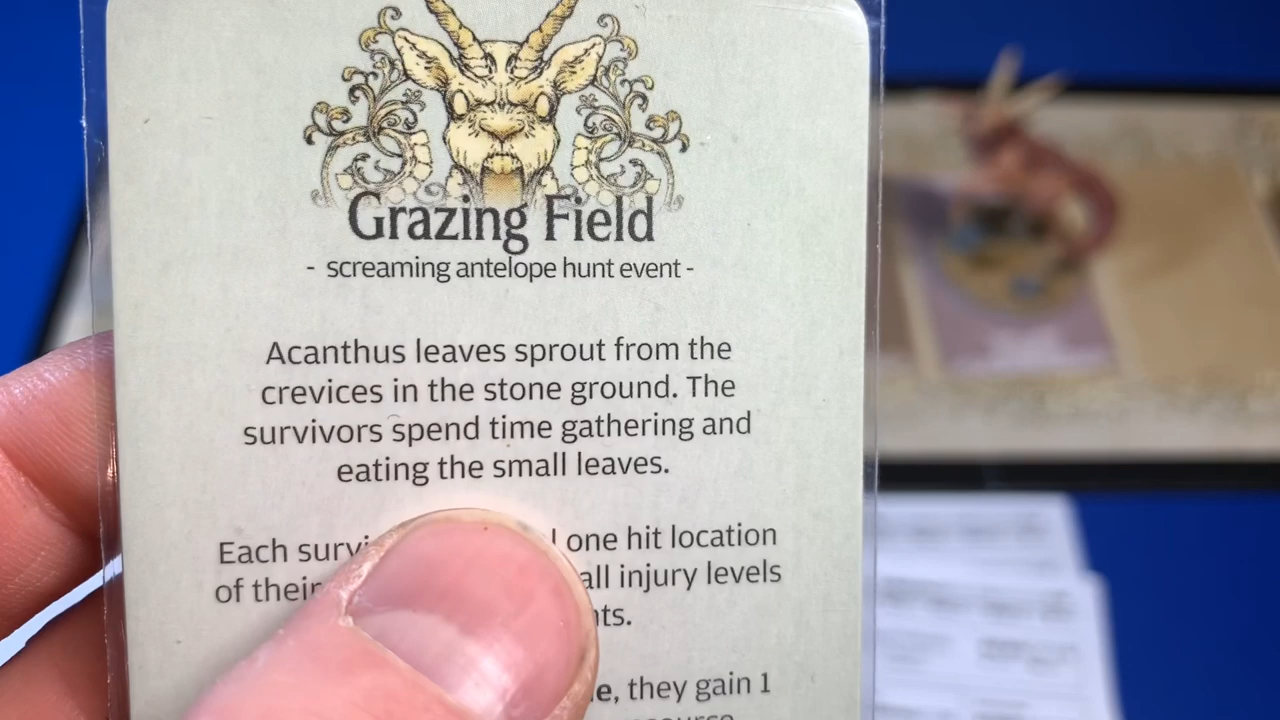 Grazing Field
- screaming antelope hunt event -
Acanthus leaves sprout from the
crevices in the stone ground. The
survivors spend time gathering and
eating the small leaves.
Each one hit location
of their all injury levels
they gain 1